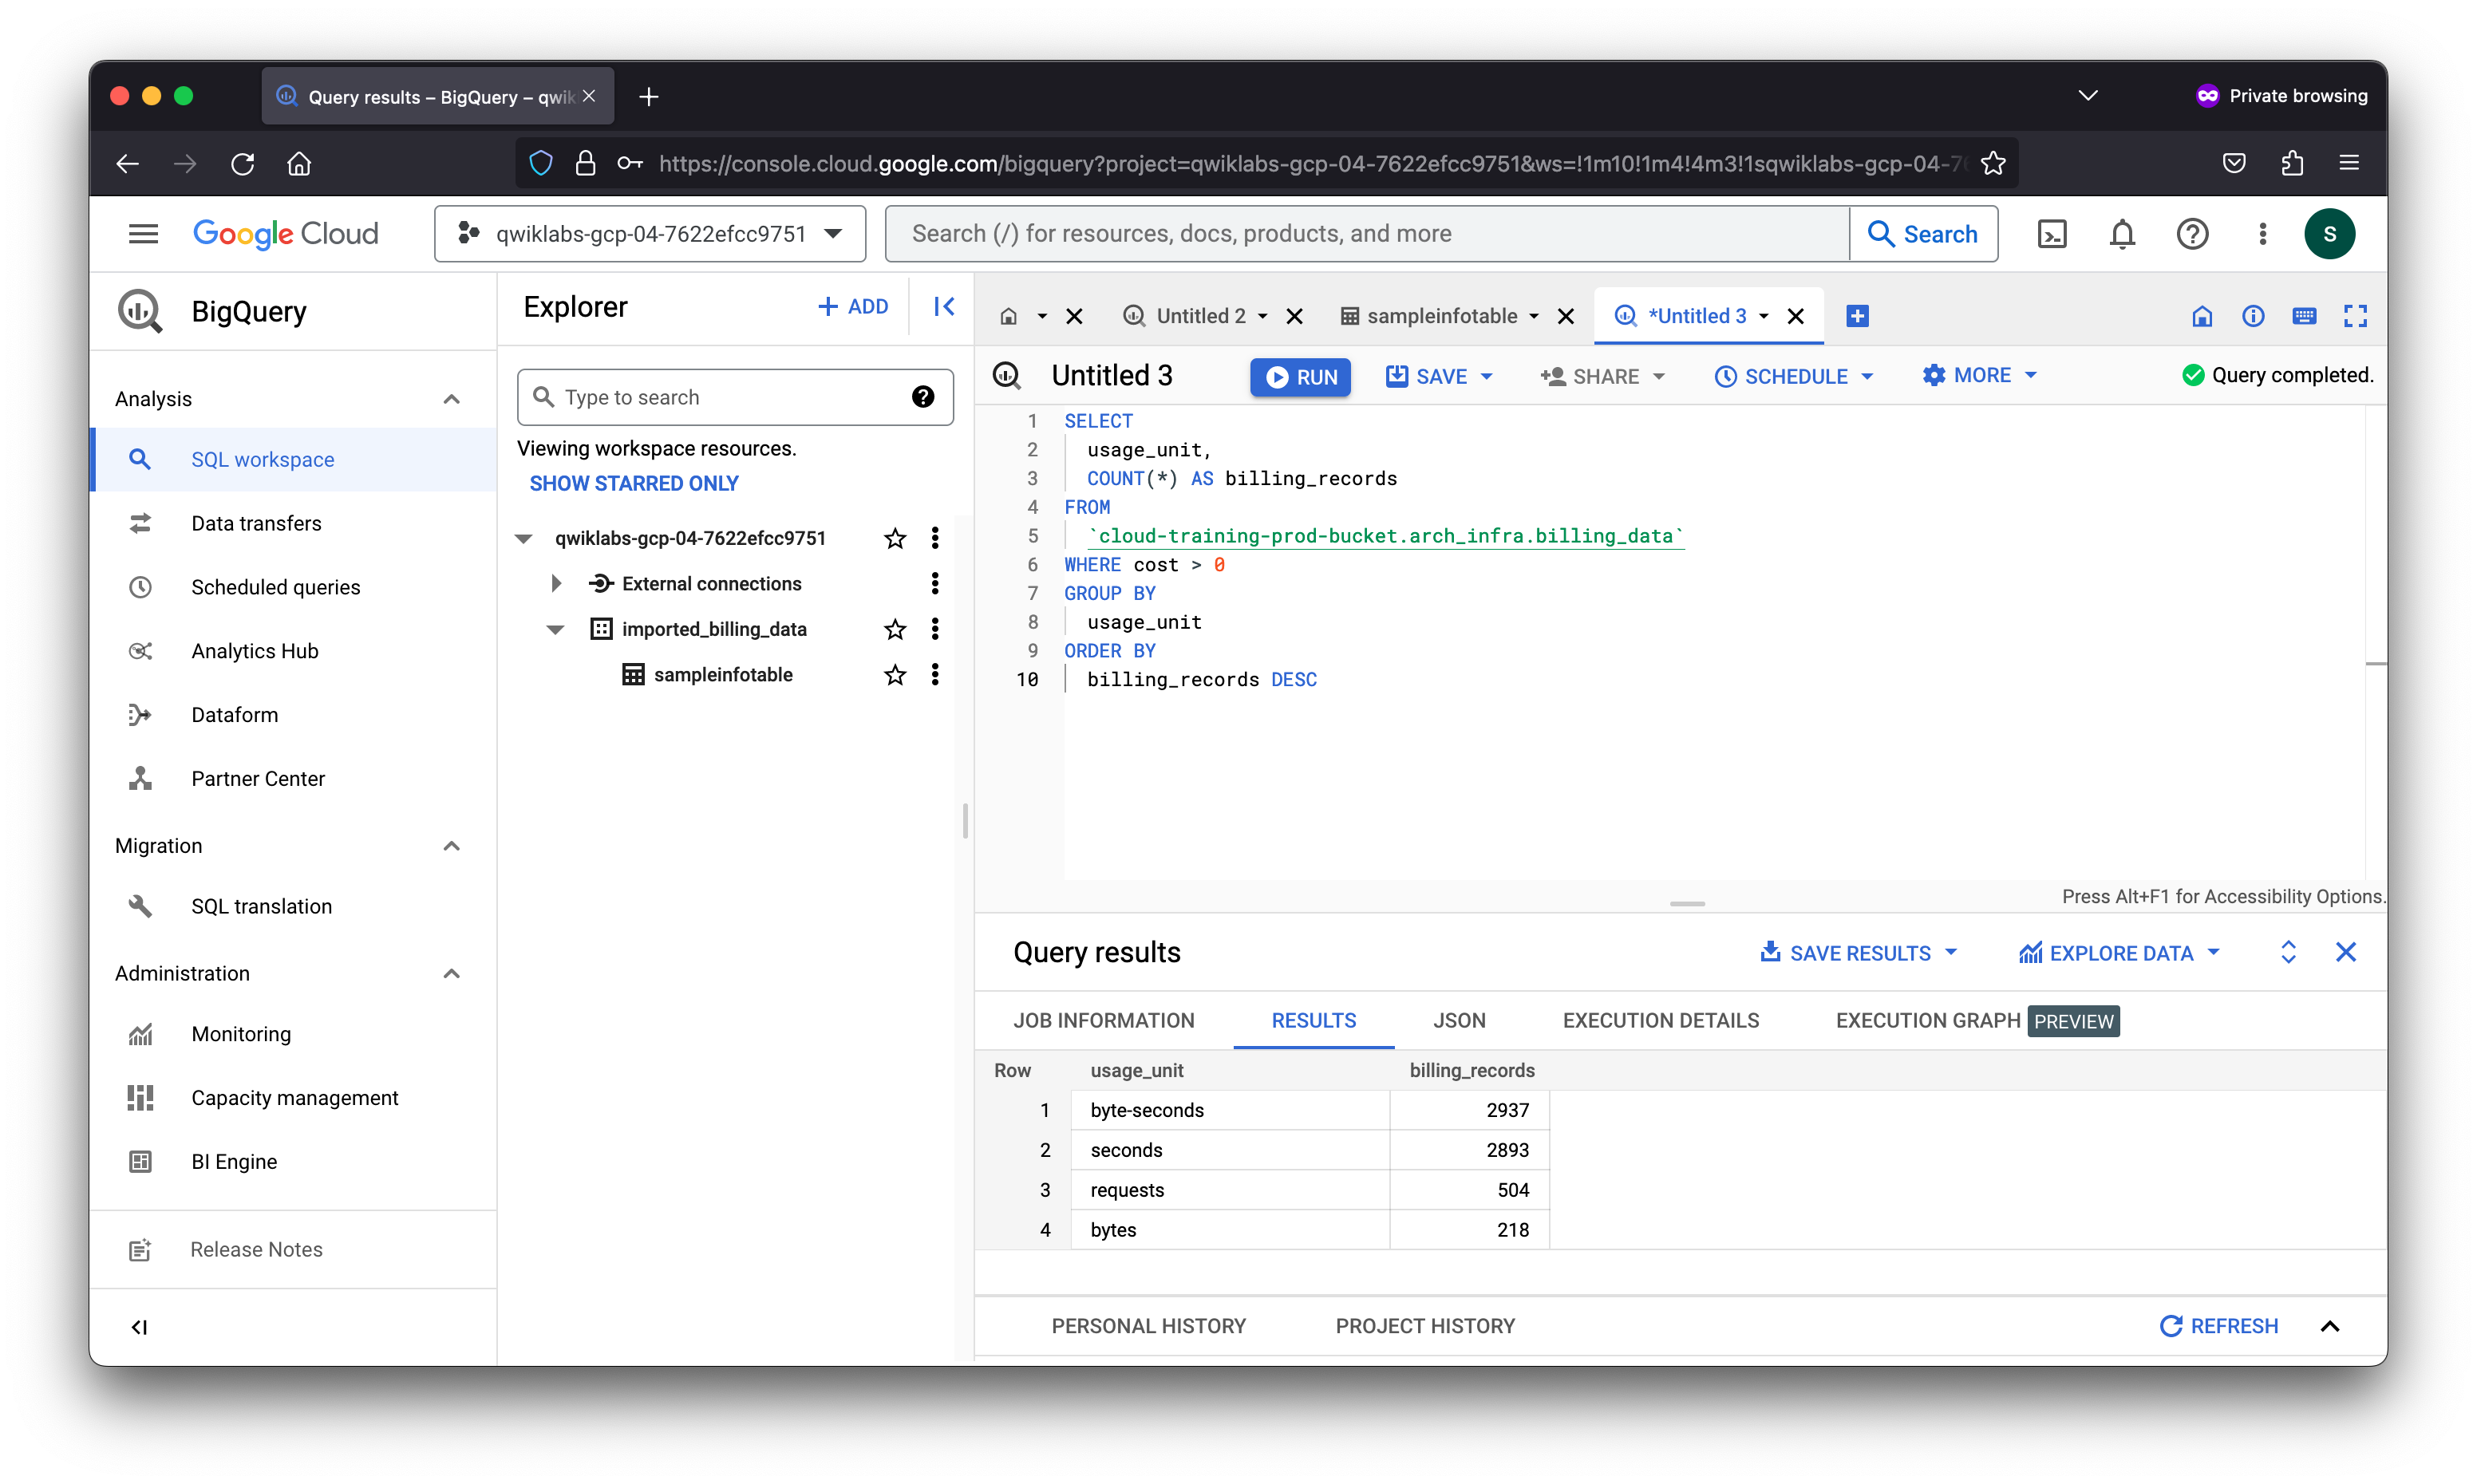 Query results – BigQuery – qwik
Private browsing
https://console.cloud.google.com/bigquery?project=qwiklabs-gcp-04-7622efcc9751&ws=!1m10!1m4!4m3!1sqwiklabs-gcp-04-7
Google Cloud
qwiklabs-gcp-04-7622efcc9751
Search (/) for resources, docs, products, and more
Search
S
BigQuery
Analysis
SQL workspace
Data transfers
Scheduled queries
Analytics Hub
Dataform
Partner Center
Migration
SQL translation
Administration
Monitoring
Capacity management
BI Engine
Release Notes
Explorer
ADD
Type to search
Viewing workspace resources.
SHOW STARRED ONLY
qwiklabs-gcp-04-7622efcc9751
External connections
imported_billing_data
sampleinfotable
Untitled 2
sampleinfotable
*Untitled 3
Untitled 3
RUN
SAVE
SHARE
SCHEDULE
MORE
Query completed.
1 SELECT
2 usage_unit,
3 COUNT(*) AS billing_records
4 FROM
5 `cloud-training-prod-bucket.arch_infra.billing_data`
6 WHERE cost > 0
7 GROUP BY
8 usage_unit
9 ORDER BY
10 billing_records DESC
Press Alt+F1 for Accessibility Options.
Query results
SAVE RESULTS
EXPLORE DATA
JOB INFORMATION
RESULTS
JSON
EXECUTION DETAILS
EXECUTION GRAPH PREVIEW
Row usage_unit billing_records
1 byte-seconds 2937
2 seconds 2893
3 requests 504
4 bytes 218
PERSONAL HISTORY
PROJECT HISTORY
REFRESH